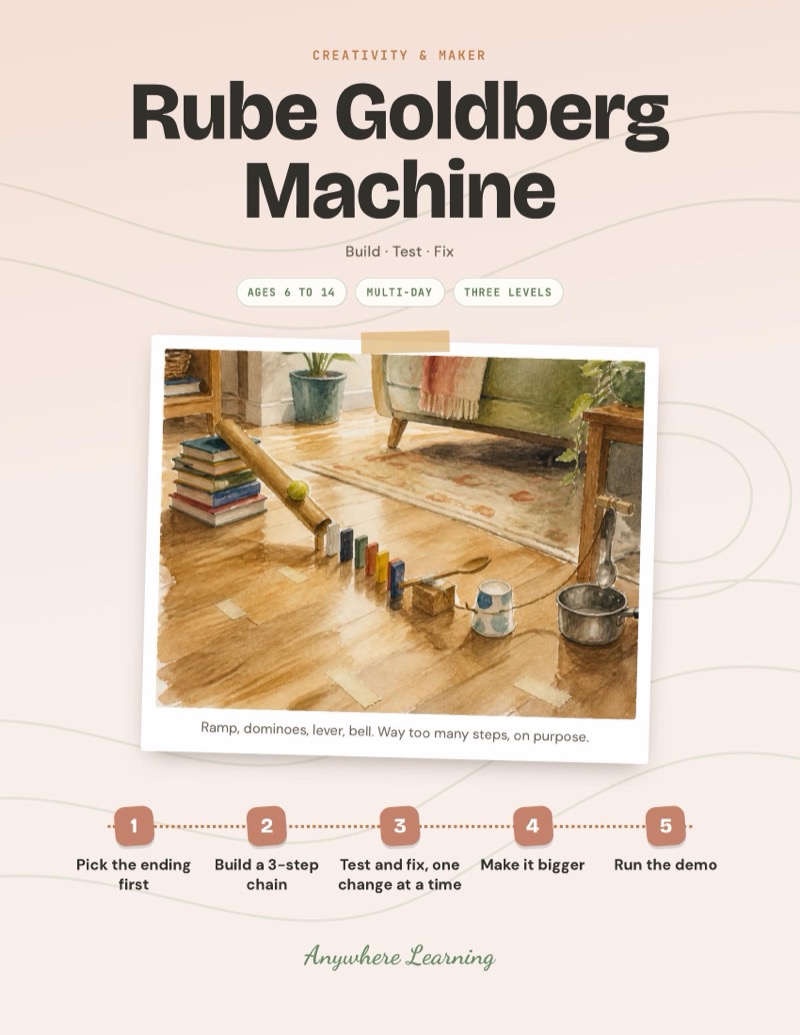 CREATIVITY & MAKER
Rube Goldberg
Machine
Build · Test · Fix
AGES 6 TO 14
MULTI-DAY
THREE LEVELS
Ramp, dominoes, lever, bell. Way too many steps, on purpose.
1
Pick the ending
first
2
Build a 3-step
chain
3
Test and fix, one
change at a time
4
Make it bigger
5
Run the demo
Anywhere Learning